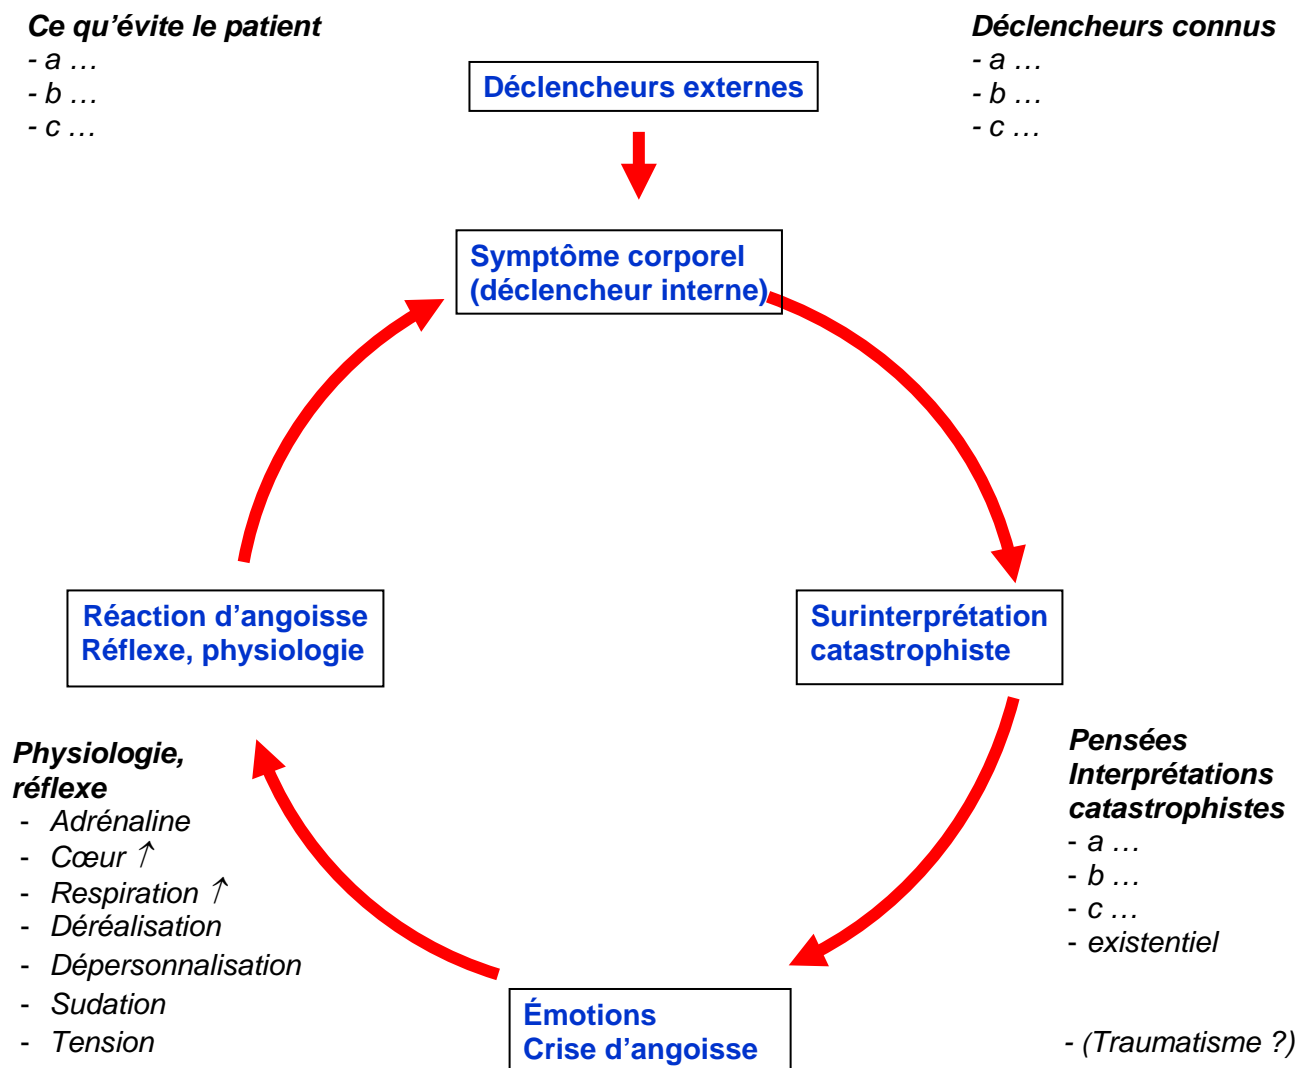 Ce qu’évite le patient
- a …
- b …
- c …
Déclencheurs connus
- a …
- b …
- c …
Déclencheurs externes
Symptôme corporel
(déclencheur interne)
Surinterprétation
catastrophiste
Réaction d’angoisse
Réflexe, physiologie
Pensées
Interprétations
catastrophistes
- a …
- b …
- c …
- existentiel
- (Traumatisme ?)
Physiologie,
réflexe
- Adrénaline
- Cœur ↑
- Respiration ↑
- Déréalisation
- Dépersonnalisation
- Sudation
- Tension
Émotions
Crise d’angoisse